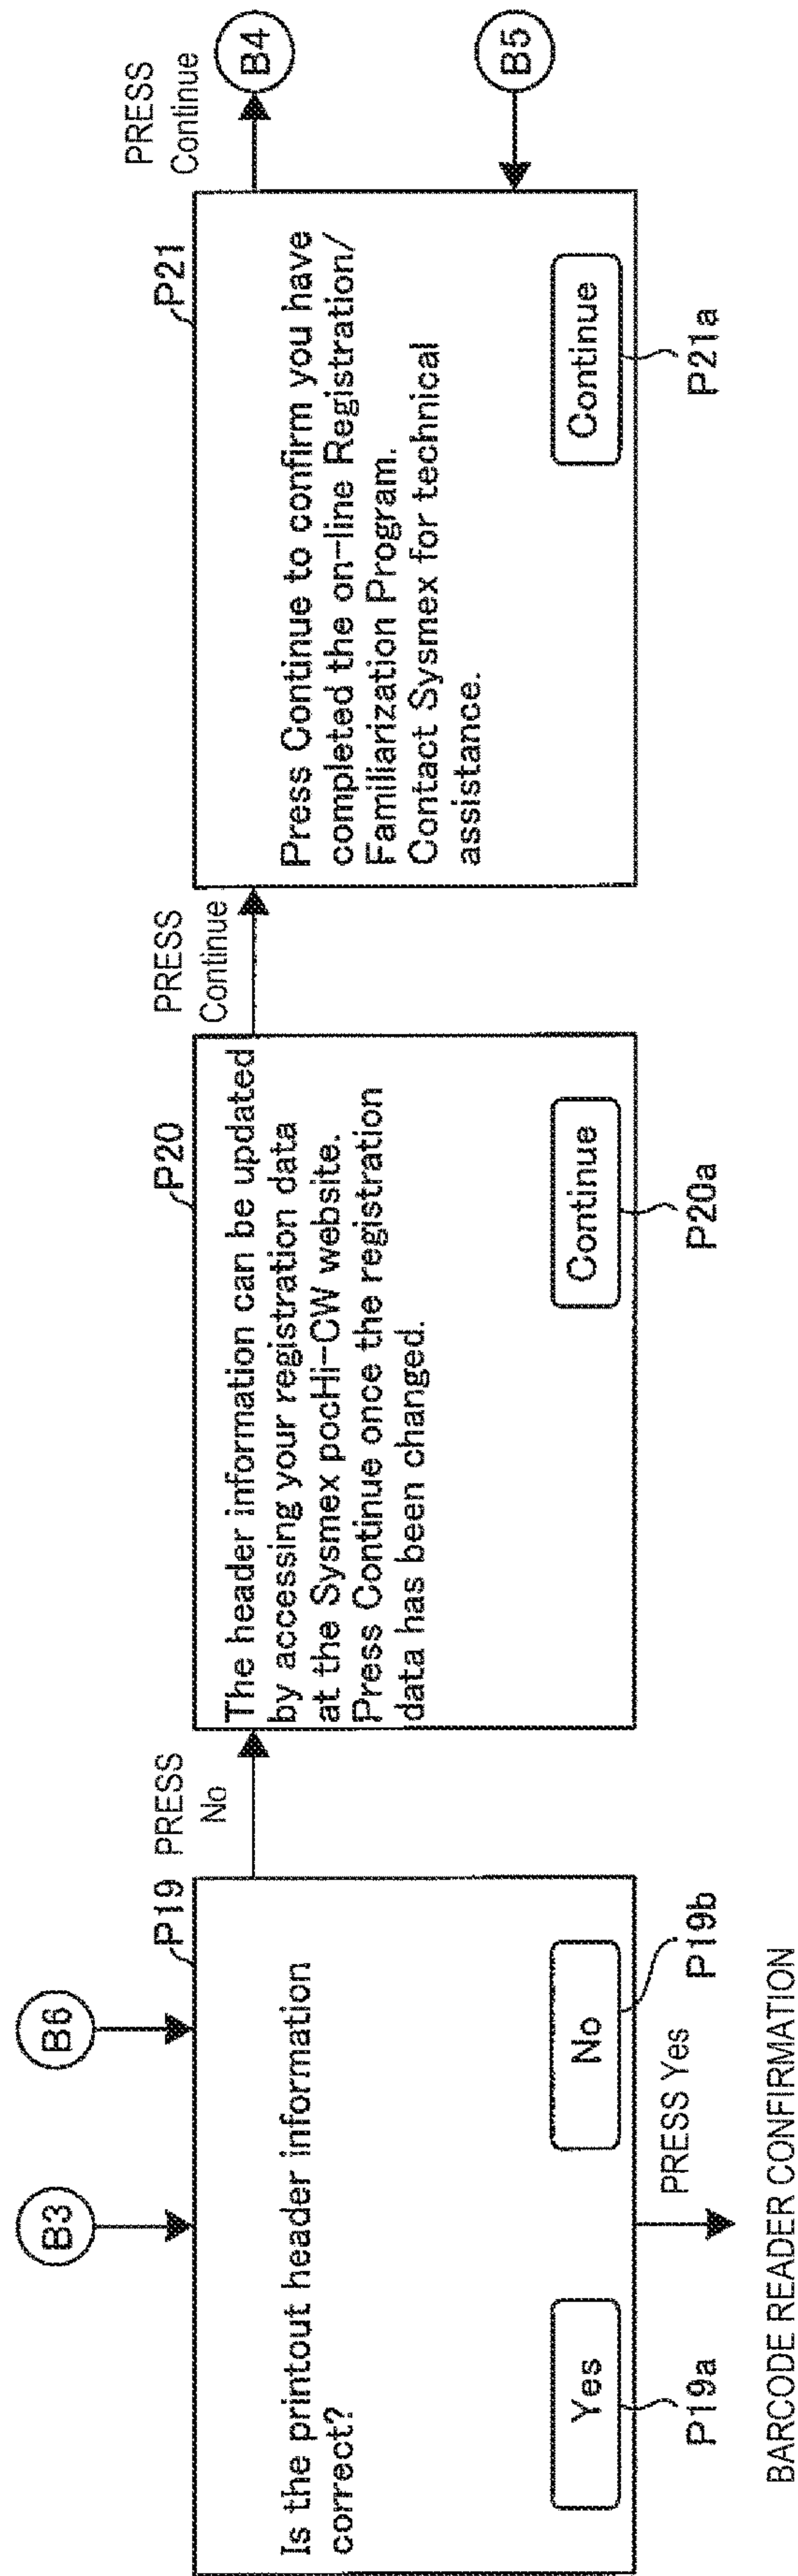 B3
B6
P19
Is the printout header information
correct?
Yes
No
P19a
P19b
PRESS Yes
BARCODE READER CONFIRMATION
PRESS
No
P20
The header information can be updated
by accessing your registration data
at the Sysmex pocHi-CW website.
Press Continue once the registration
data has been changed.
Continue
P20a
PRESS
Continue
P21
Press Continue to confirm you have
completed the on-line Registration/
Familiarization Program.
Contact Sysmex for technical
assistance.
Continue
P21a
PRESS
Continue
B4
B5